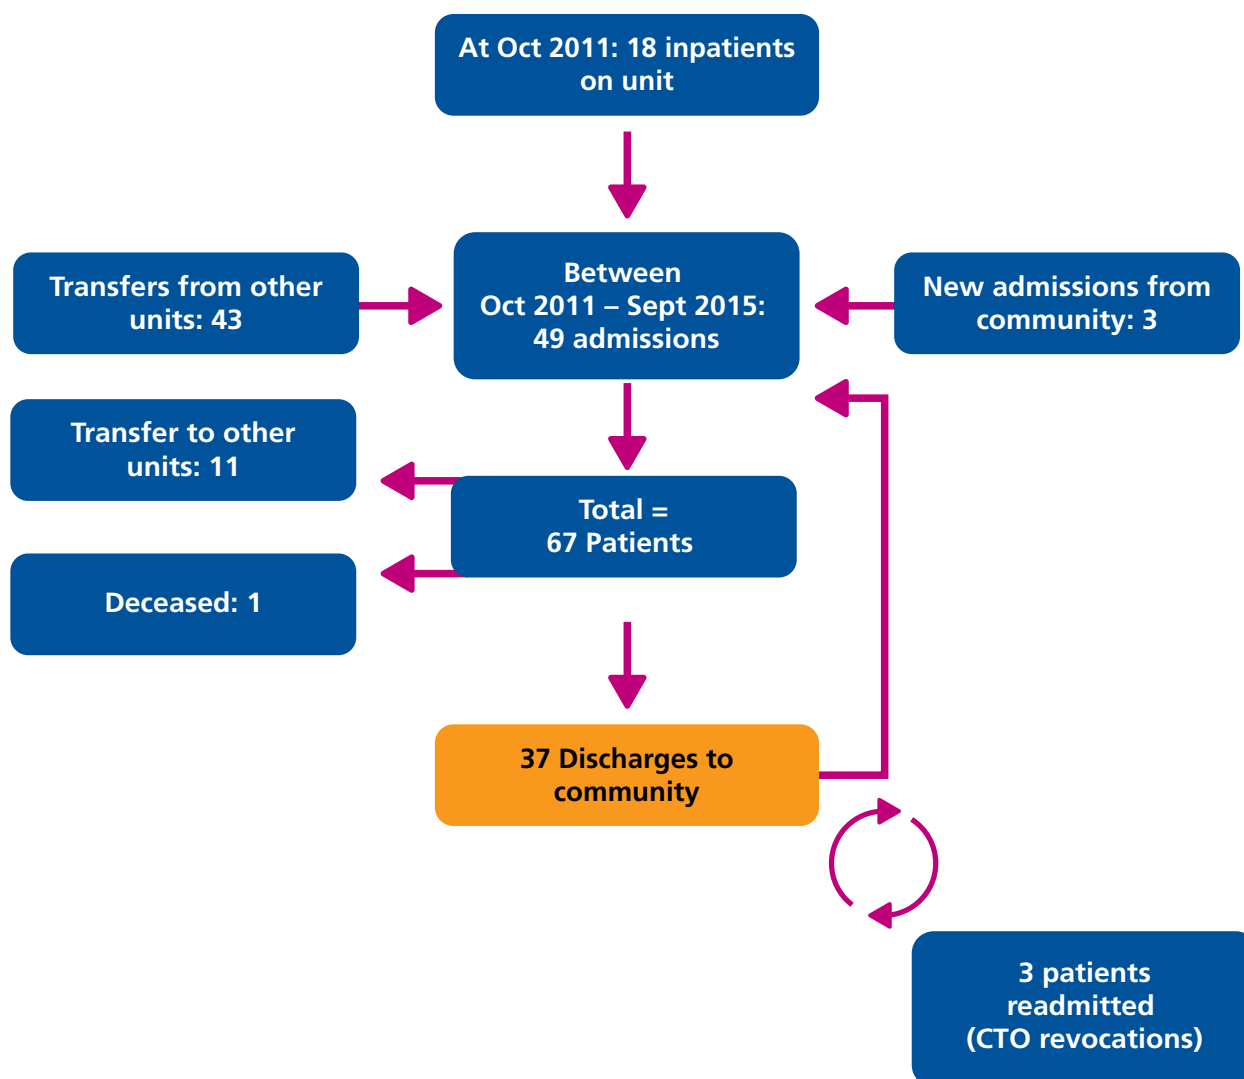 At Oct 2011: 18 inpatients
on unit
Transfers from other
units: 43
Between
Oct 2011 – Sept 2015:
49 admissions
New admissions from
community: 3
Transfer to other
units: 11
Total =
67 Patients
Deceased: 1
37 Discharges to
community
3 patients
readmitted
(CTO revocations)